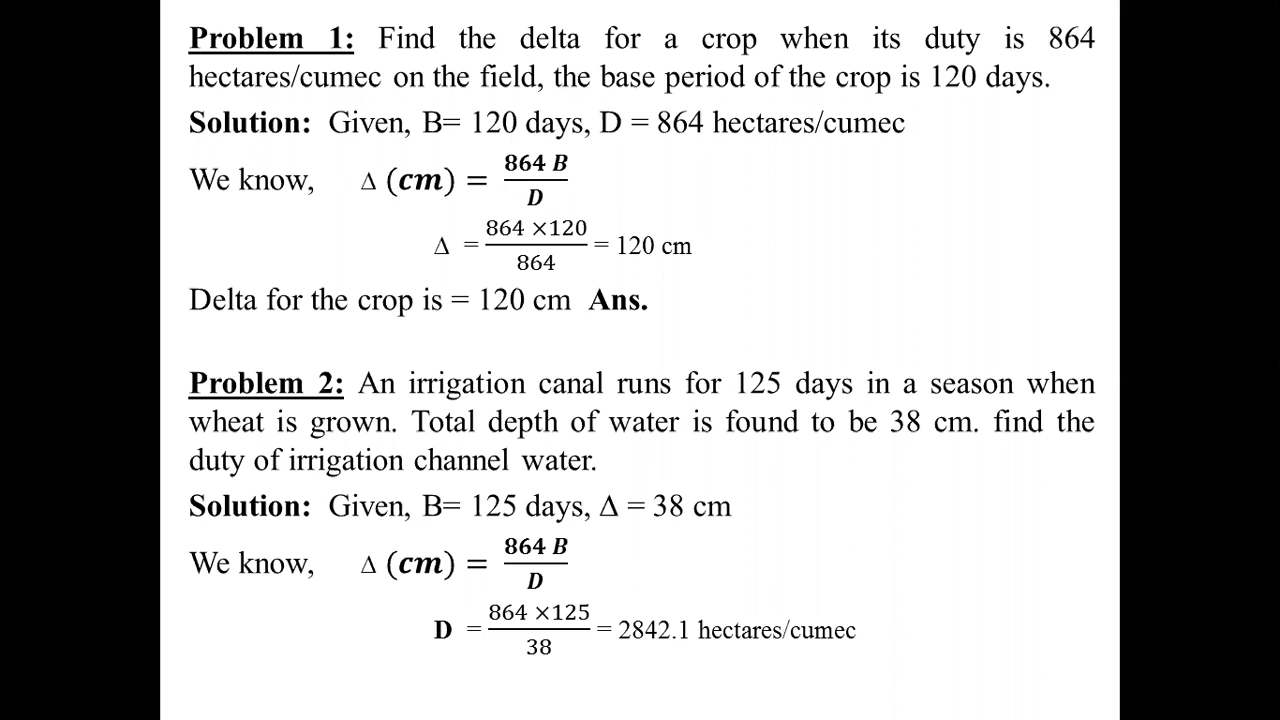 Problem 1: Find the delta for a crop when its duty is 864
hectares/cumec on the field, the base period of the crop is 120 days.
Solution: Given, B= 120 days, D = 864 hectares/cumec
We know, Δ (cm) = 864 B / D
Δ = 864 ×120 / 864 = 120 cm
Delta for the crop is = 120 cm Ans.
Problem 2: An irrigation canal runs for 125 days in a season when
wheat is grown. Total depth of water is found to be 38 cm. find the
duty of irrigation channel water.
Solution: Given, B= 125 days, Δ = 38 cm
We know, Δ (cm) = 864 B / D
D = 864 ×125 / 38 = 2842.1 hectares/cumec